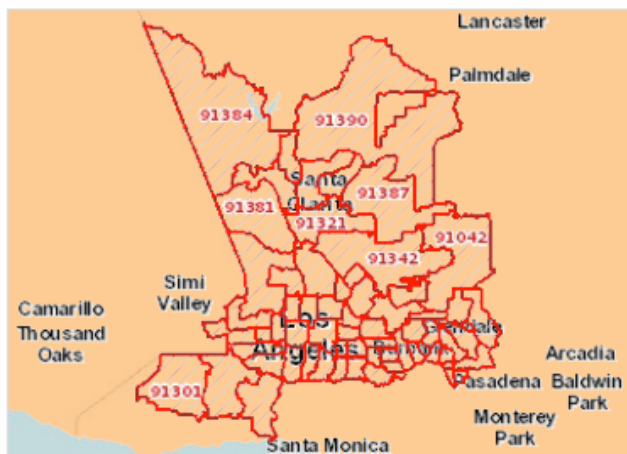 Lancaster
Palmdale
91384
91390
Santa
Clarita
91387
91381
91321
91042
91342
Simi
Valley
Camarillo
Thousand
Oaks
Los
Angeles
Glendale
Burbank
Arcadia
Pasadena
Baldwin
Park
91301
Monterey
Park
Santa Monica